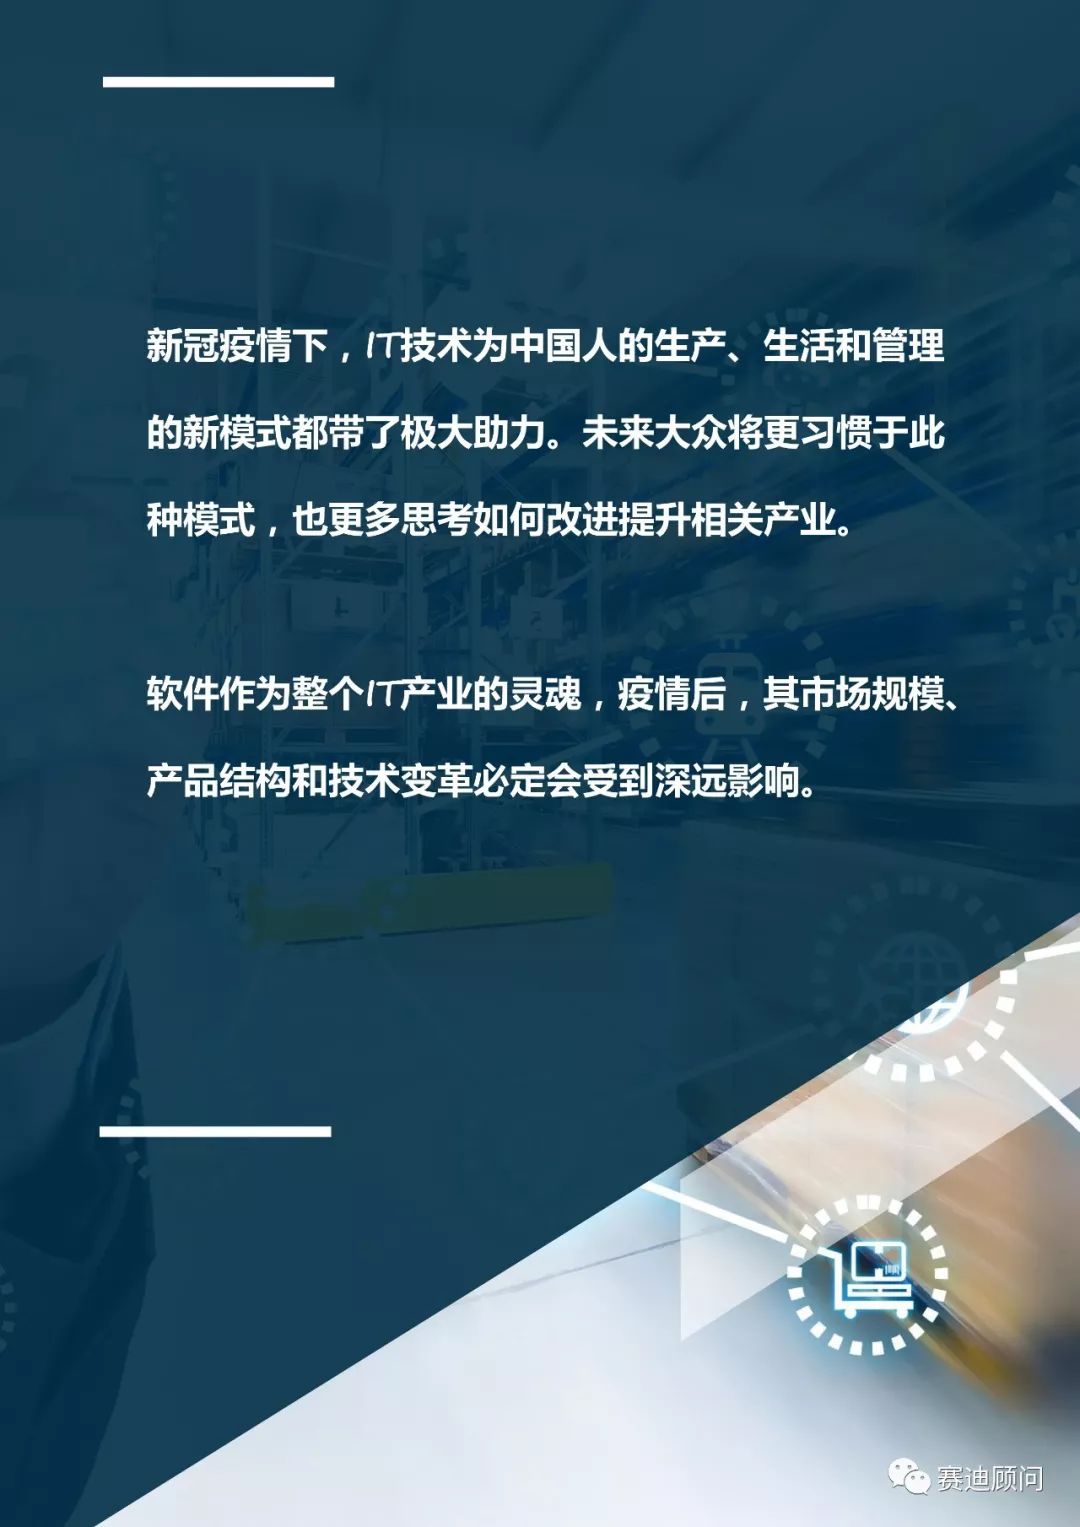 新冠疫情下，IT技术为中国人的生产、生活和管理
的新模式都带了极大助力。未来大众将更习惯于此
种模式，也更多思考如何改进提升相关产业。
软件作为整个IT产业的灵魂，疫情后，其市场规模、
产品结构和技术变革必定会受到深远影响。
赛迪顾问